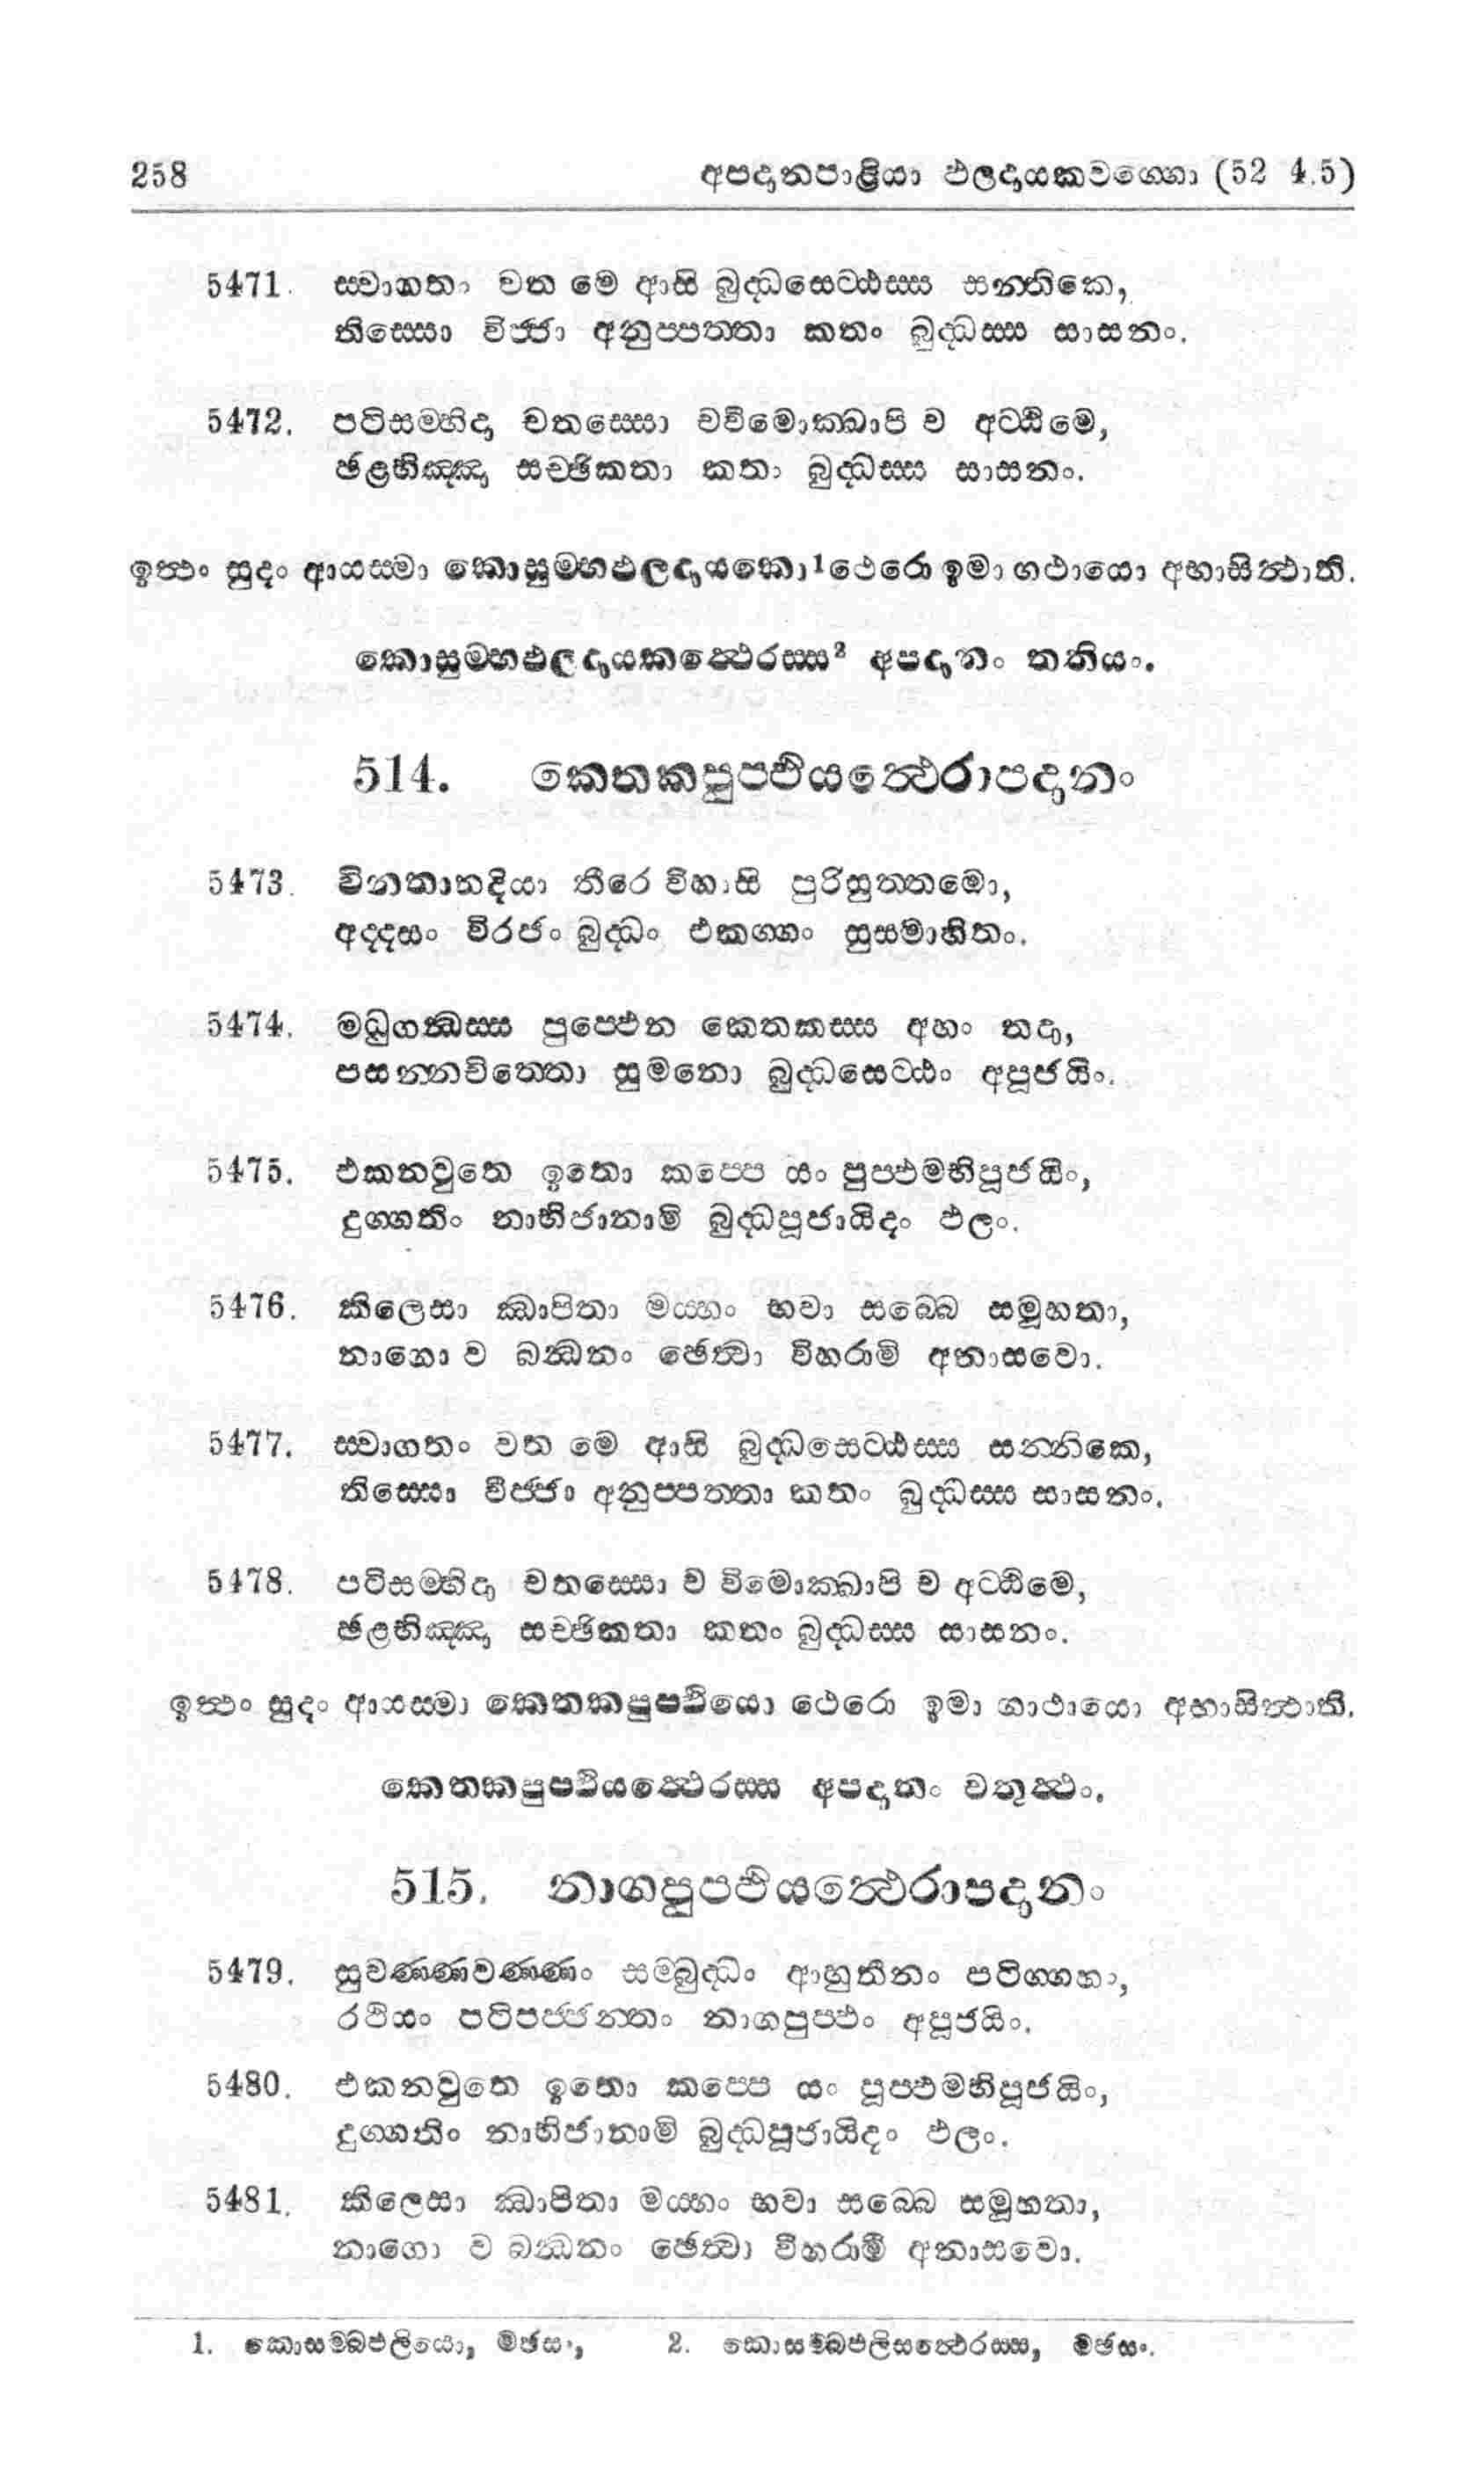 258 අපදානපාළියා ඵලදායකවග්ගො (52 4.5)
5471. ස්වාගතං වත මෙ ආසි බුද්ධසෙට්ඨස්ස සන්තිකෙ,
තිස්සො විජ්ජා අනුප්පත්තා කතං බුද්ධස්ස සාසනං.
5472. පටිසම්භිදා චතස්සො චවිමොක්ඛාපි ච අට්ඨිමෙ,
ඡළභිඤ්ඤා සච්ඡිකතා කතං බුද්ධස්ස සාසනං.
ඉත්ථං සුදං ආයස්මා කොසුම්භඵලදායකො1ථෙරො ඉමා ගථායො අභාසිත්ථාති.
කොසුම්භඵලදායකත්ථෙරස්ස2 අපදානං තතියං.
514. කෙතකපුප්ඵියත්ථෙරාපදානං
5473. විනතානදියා තීරෙ විහාසි පුරිසුත්තමො,
අද්දසං විරජං බුද්ධං එකග්ගං සුසමාහිතං.
5474. මධුගන්ධස්ස පුප්ඵෙන කෙතකස්ස අහං තදා,
පසන්නචිත්තො සුමනො බුද්ධසෙට්ඨං අපූජයිං.
5475. එකනවුතෙ ඉතො කප්පෙ යං පුප්ඵමභිපූජයිං,
දුග්ගතිං නාභිජානාමි බුද්ධපූජායිදං ඵලං.
5476. කිලෙසා ඣාපිතා මය්හං භවා සබ්බෙ සමූහතා,
නාගො ව බන්ධනං ඡෙත්වා විහරාමි අනාසවො.
5477. ස්වාගතං වත මෙ ආසි බුද්ධසෙට්ඨස්ස සන්තිකෙ,
තිස්සො විජ්ජා අනුප්පත්තා කතං බුද්ධස්ස සාසනං.
5478. පටිසම්භිදා චතස්සො ච විමොක්ඛාපි ච අට්ඨිමෙ,
ඡළභිඤ්ඤා සච්ඡිකතා කතං බුද්ධස්ස සාසනං.
ඉත්ථං සුදං ආයස්මා කෙතකපුප්ඵියො ථෙරො ඉමා ගාථායො අභාසිත්ථාති.
කෙතකපුප්ඵියත්ථෙරස්ස අපදානං චතුත්ථං.
515. නාගපුප්ඵියත්ථෙරාපදානං
5479. සුවණ්ණවණ්ණං සම්බුද්ධං ආහුතීනං පටිග්ගහං,
රථියං පටිපජ්ජන්තං නාගපුප්ඵං අපූජයිං.
5480. එකනවුතෙ ඉතො කප්පෙ යං පුප්ඵමභිපූජයිං,
දුග්ගතිං නාභිජානාමි බුද්ධපූජායිදං ඵලං.
5481. කිලෙසා ඣාපිතා මය්හං භවා සබ්බෙ සමූහතා,
නාගො ව බන්ධනං ඡෙත්වා විහරාමි අනාසවො.
1. කොසම්බඵලියො, මඡසං, 2. කොසම්බඵලිසත්ථෙරස්ස, මඡසං.